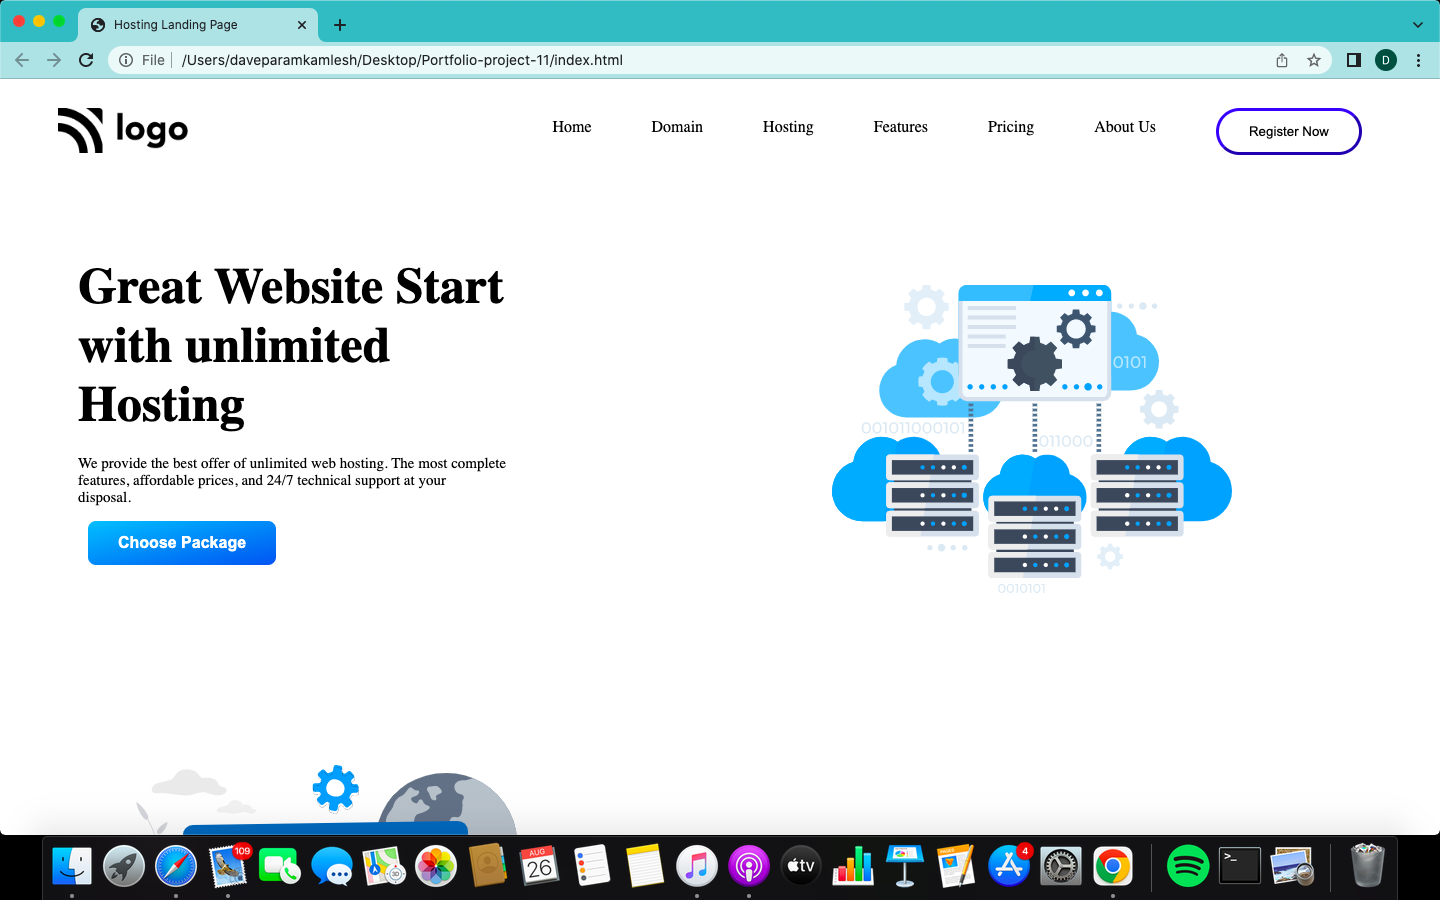 Hosting Landing Page
File
/Users/daveparamkamlesh/Desktop/Portfolio-project-11/index.html
D
logo
Home
Domain
Hosting
Features
Pricing
About Us
Register Now
Great Website Start
with unlimited
Hosting
We provide the best offer of unlimited web hosting. The most complete
features, affordable prices, and 24/7 technical support at your
disposal.
Choose Package
0101
001011000101
011000
0010101
109
AUG
26
3D
tv
4
>_